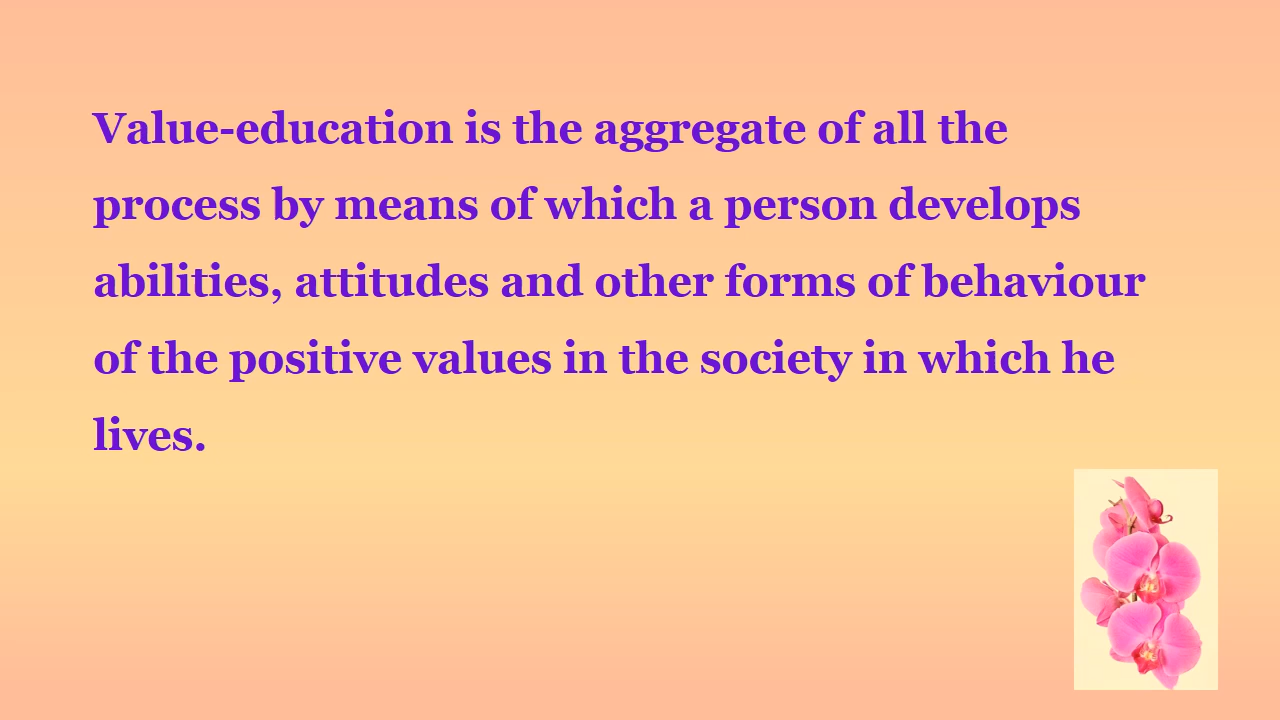 Value-education is the aggregate of all the
process by means of which a person develops
abilities, attitudes and other forms of behaviour
of the positive values in the society in which he
lives.